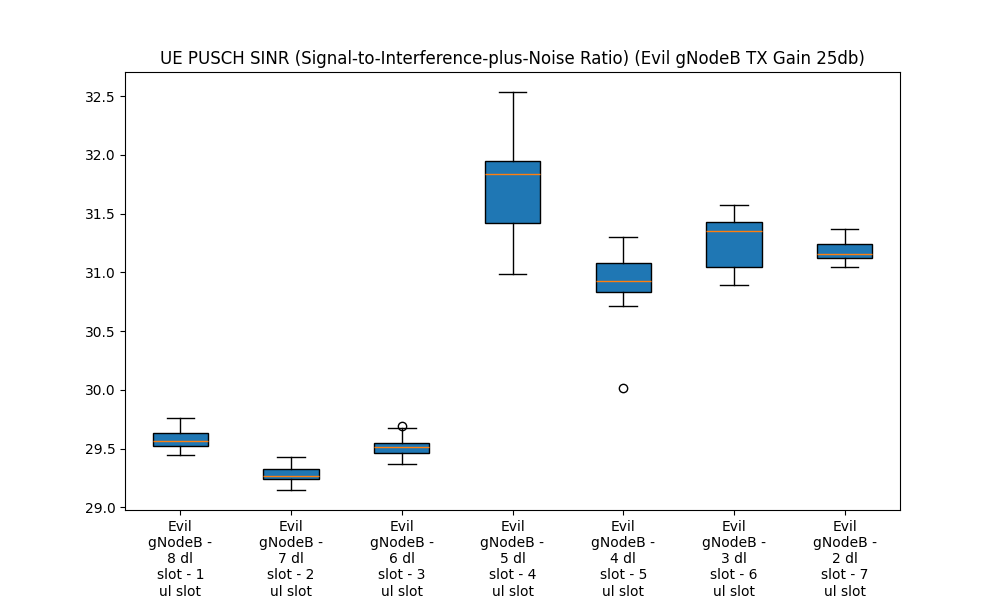 UE PUSCH SINR (Signal-to-Interference-plus-Noise Ratio) (Evil gNodeB TX Gain 25db)
32.5
32.0
31.5
31.0
30.5
30.0
29.5
29.0
Evil
gNodeB -
8 dl
slot - 1
ul slot
Evil
gNodeB -
7 dl
slot - 2
ul slot
Evil
gNodeB -
6 dl
slot - 3
ul slot
Evil
gNodeB -
5 dl
slot - 4
ul slot
Evil
gNodeB -
4 dl
slot - 5
ul slot
Evil
gNodeB -
3 dl
slot - 6
ul slot
Evil
gNodeB -
2 dl
slot - 7
ul slot